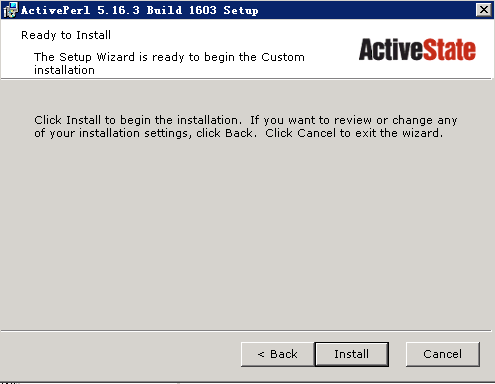 ActivePerl 5.16.3 Build 1603 Setup
Ready to Install
The Setup Wizard is ready to begin the Custom
installation
ActiveState
Click Install to begin the installation. If you want to review or change any
of your installation settings, click Back. Click Cancel to exit the wizard.
< Back
Install
Cancel